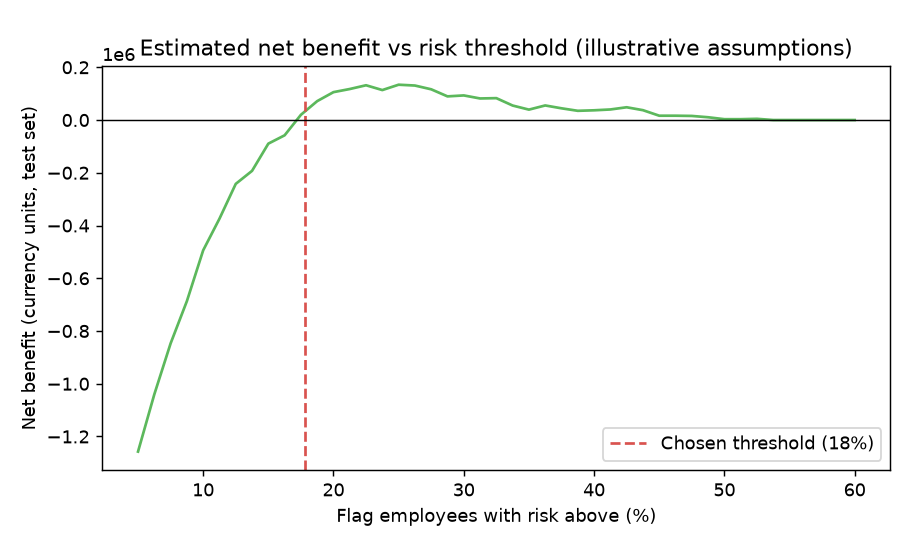 Estimated net benefit vs risk threshold (illustrative assumptions)
1e6
0.2
0.0
−0.2
−0.4
−0.6
−0.8
−1.0
−1.2
Net benefit (currency units, test set)
Chosen threshold (18%)
10 20 30 40 50 60
Flag employees with risk above (%)